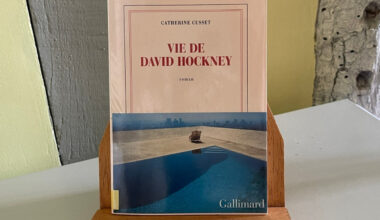 CATHERINE CUSSET
VIE DE
DAVID HOCKNEY
roman
Gallimard